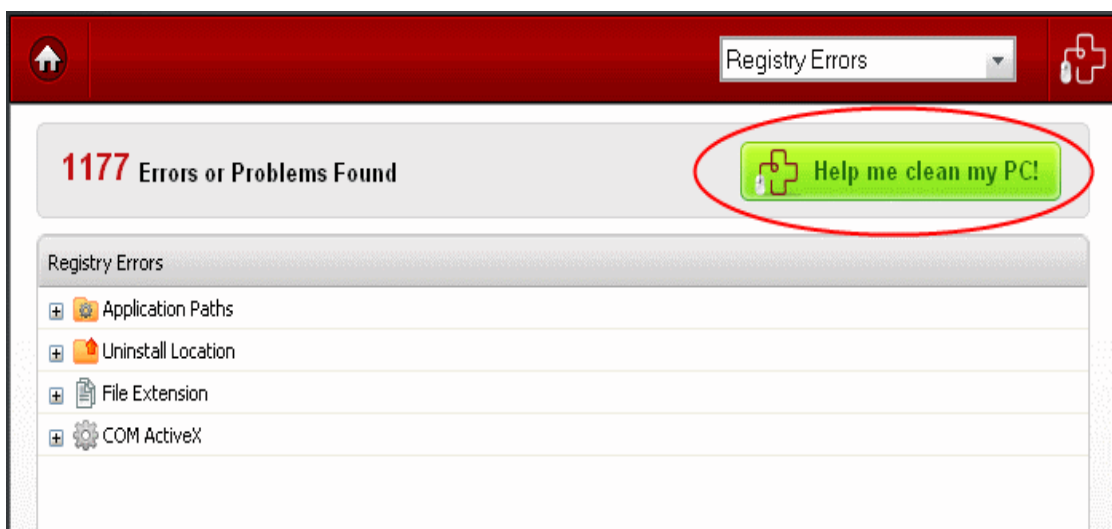 Registry Errors
1177 Errors or Problems Found
Help me clean my PC!
Registry Errors
Application Paths
Uninstall Location
File Extension
COM ActiveX